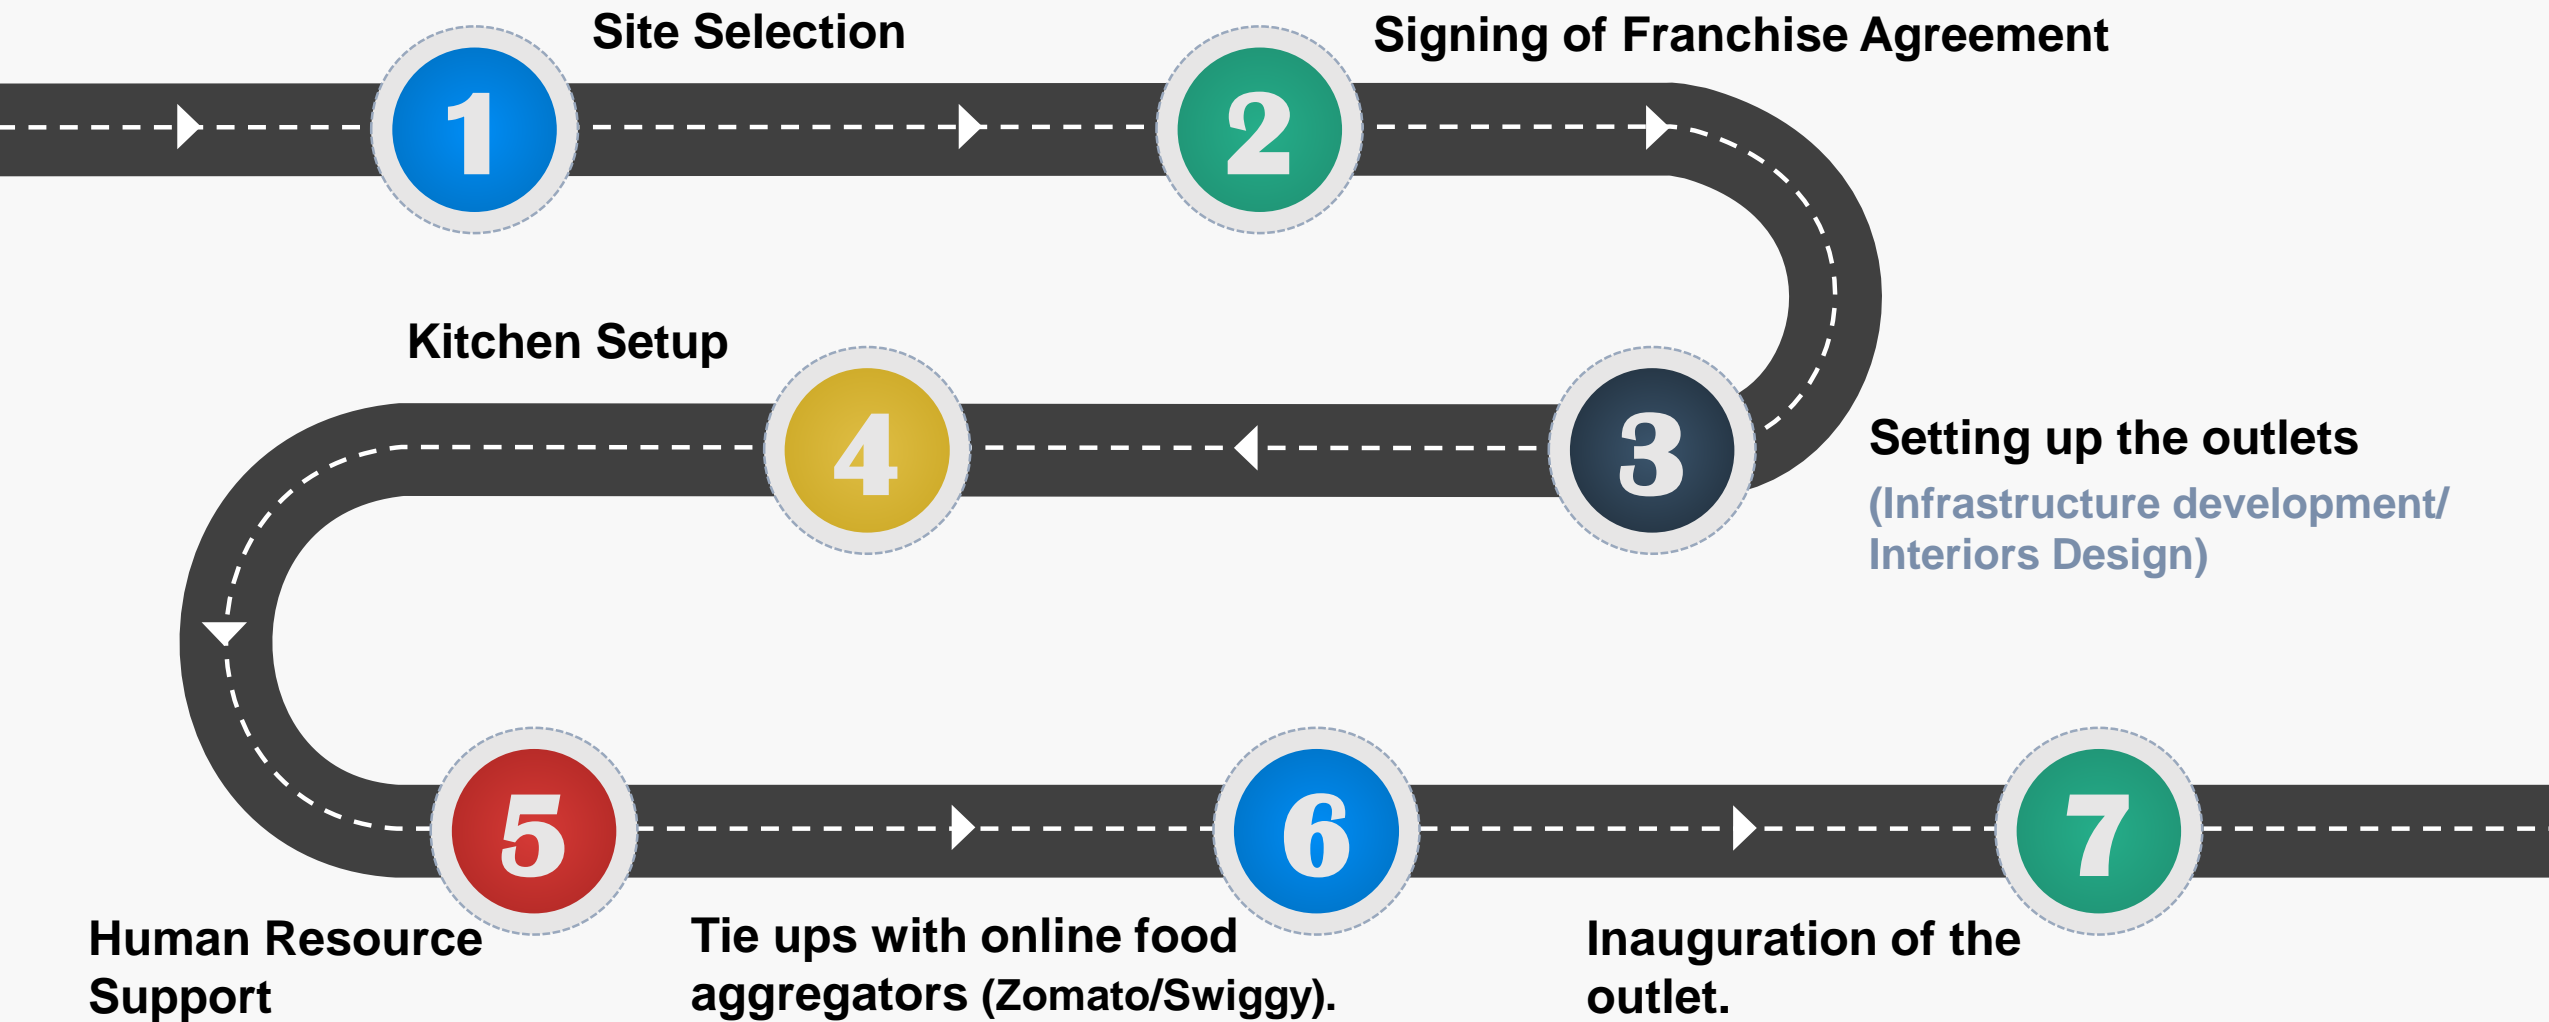 Site Selection
1
Signing of Franchise Agreement
2
Setting up the outlets
(Infrastructure development/
Interiors Design)
3
Kitchen Setup
4
Human Resource
Support
5
Tie ups with online food
aggregators (Zomato/Swiggy).
6
Inauguration of the
outlet.
7